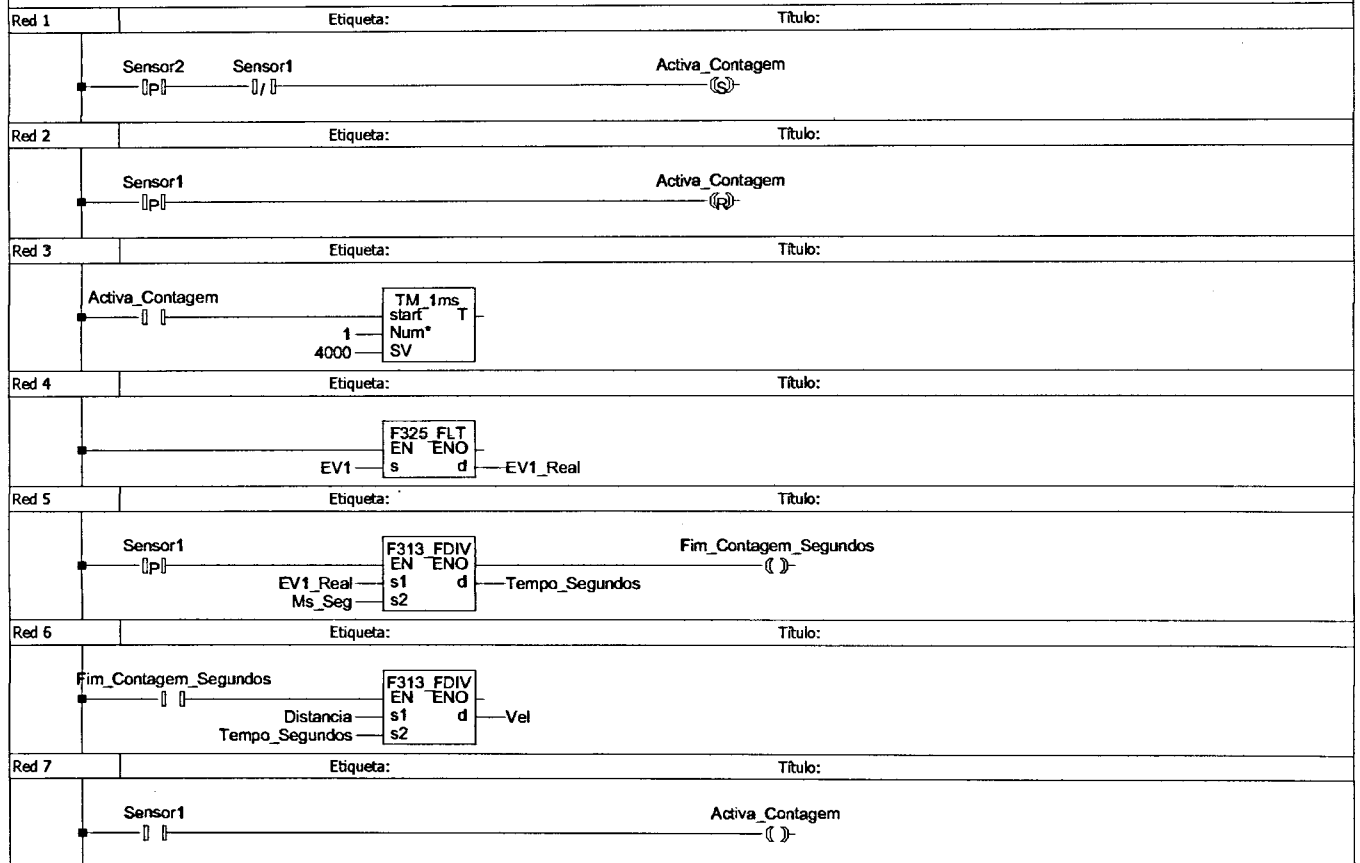 Red 1 Etiqueta: Título:
Sensor2 Sensor1 Activa_Contagem
P / S
Red 2 Etiqueta: Título:
Sensor1 Activa_Contagem
P R
Red 3 Etiqueta: Título:
Activa_Contagem TM_1ms
start T
1 Num*
4000 SV
Red 4 Etiqueta: Título:
F325_FLT
EN ENO
EV1 s d EV1_Real
Red 5 Etiqueta: Título:
Sensor1 F313_FDIV Fim_Contagem_Segundos
P EN ENO
EV1_Real s1 d Tempo_Segundos
Ms_Seg s2
Red 6 Etiqueta: Título:
Fim_Contagem_Segundos F313_FDIV
EN ENO
Distancia s1 d Vel
Tempo_Segundos s2
Red 7 Etiqueta: Título:
Sensor1 Activa_Contagem